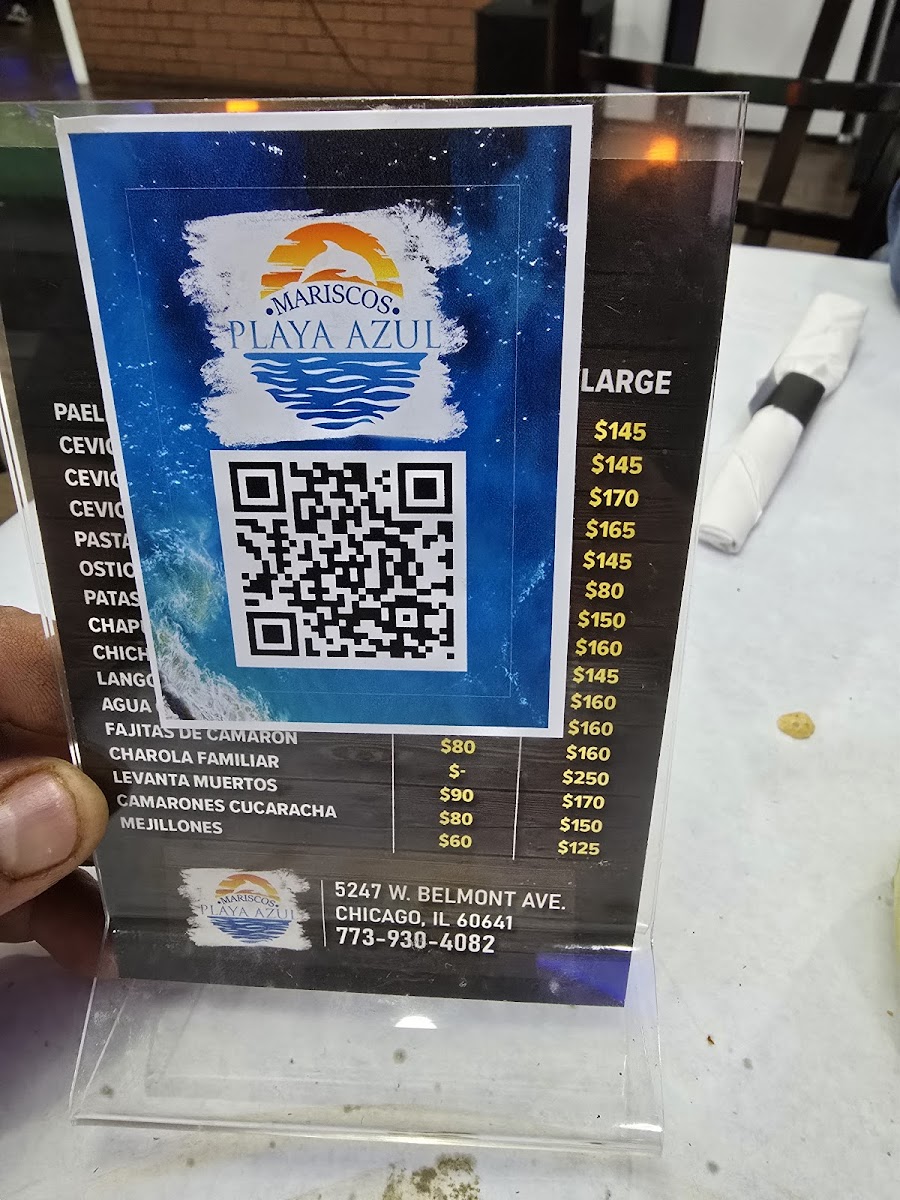 MARISCOS
PLAYA AZUL
LARGE
PAEL $145
CEVIC $145
CEVIC $170
CEVIC $165
PASTA $145
OSTIO $80
PATAS $150
CHAP $160
CHICH $145
LANGO $160
AGUA $160
FAJITAS DE CAMARON $80 $160
CHAROLA FAMILIAR $- $250
LEVANTA MUERTOS $90 $170
CAMARONES CUCARACHA $80 $150
MEJILLONES $60 $125
MARISCOS
PLAYA AZUL
5247 W. BELMONT AVE.
CHICAGO, IL 60641
773-930-4082